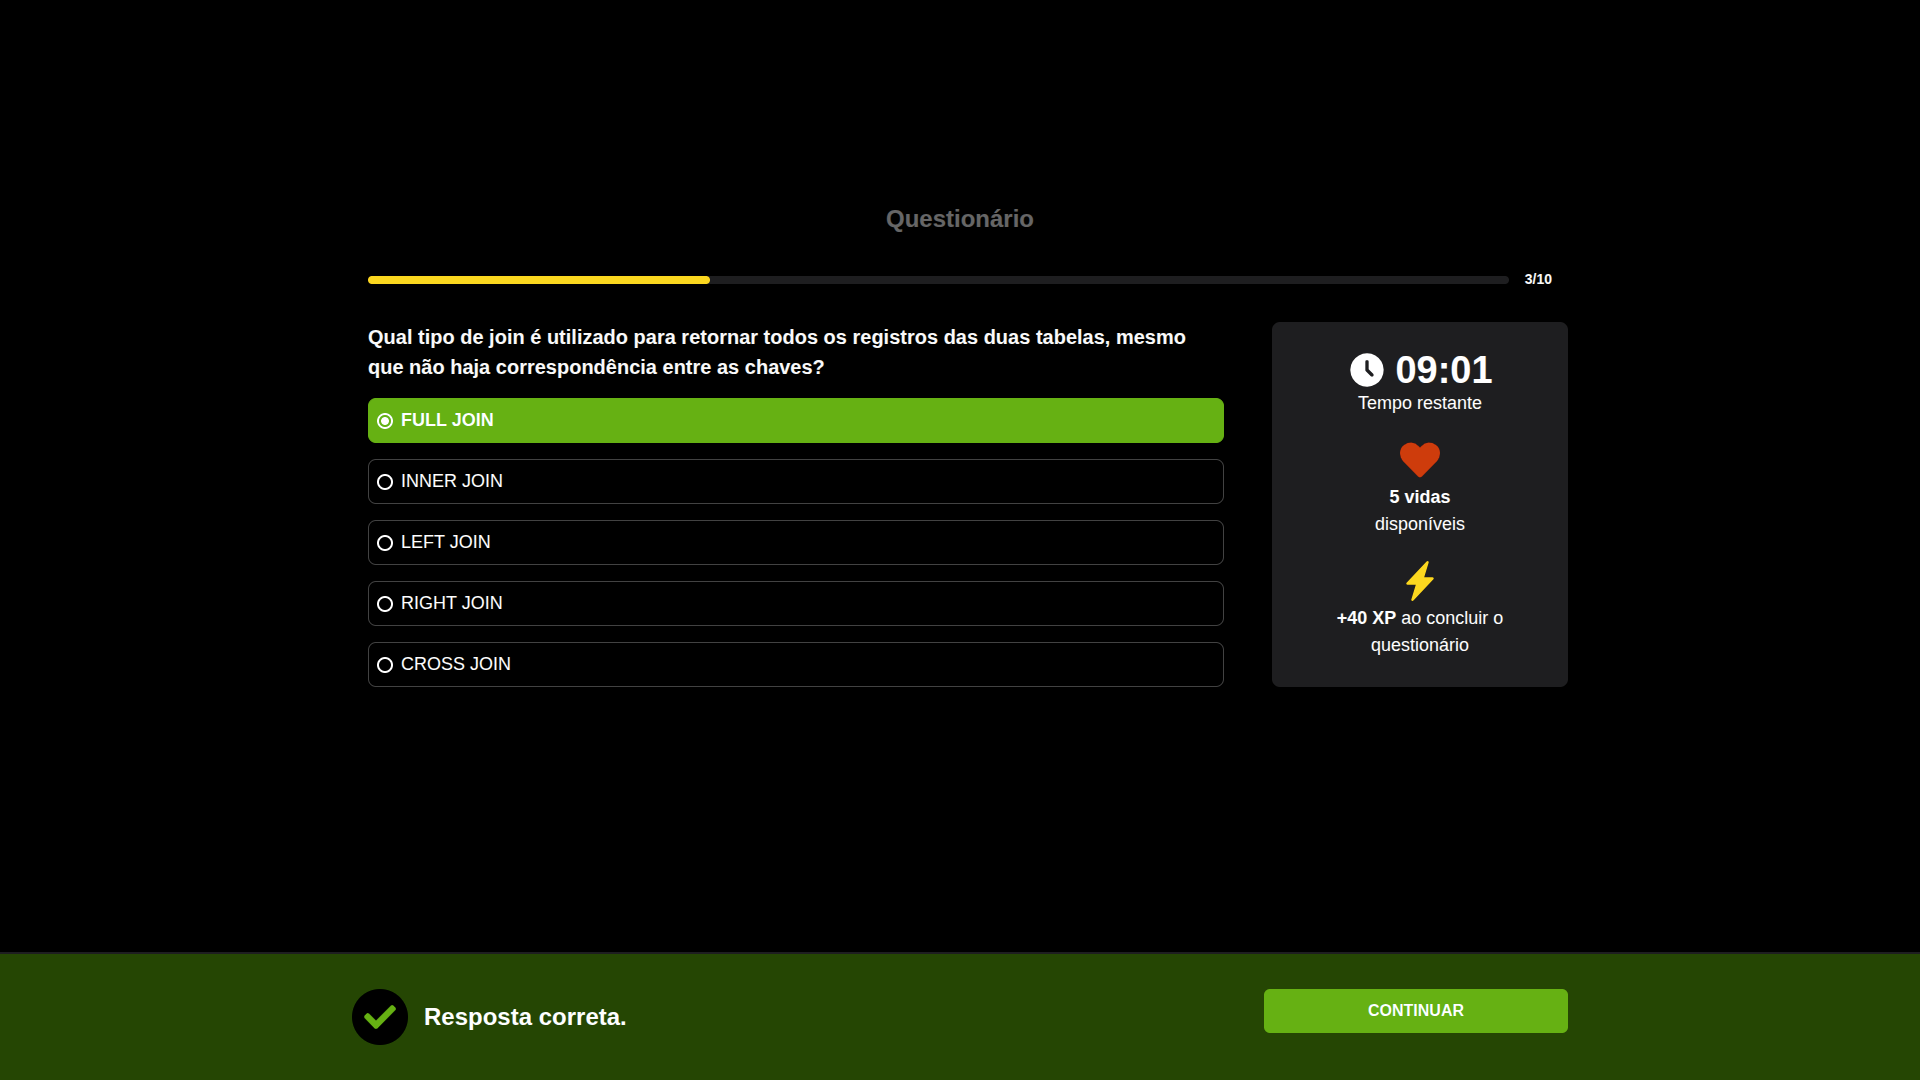 Questionário
3/10
Qual tipo de join é utilizado para retornar todos os registros das duas tabelas, mesmo
que não haja correspondência entre as chaves?
FULL JOIN
INNER JOIN
LEFT JOIN
RIGHT JOIN
CROSS JOIN
09:01
Tempo restante
5 vidas
disponíveis
+40 XP ao concluir o
questionário
Resposta correta.
CONTINUAR